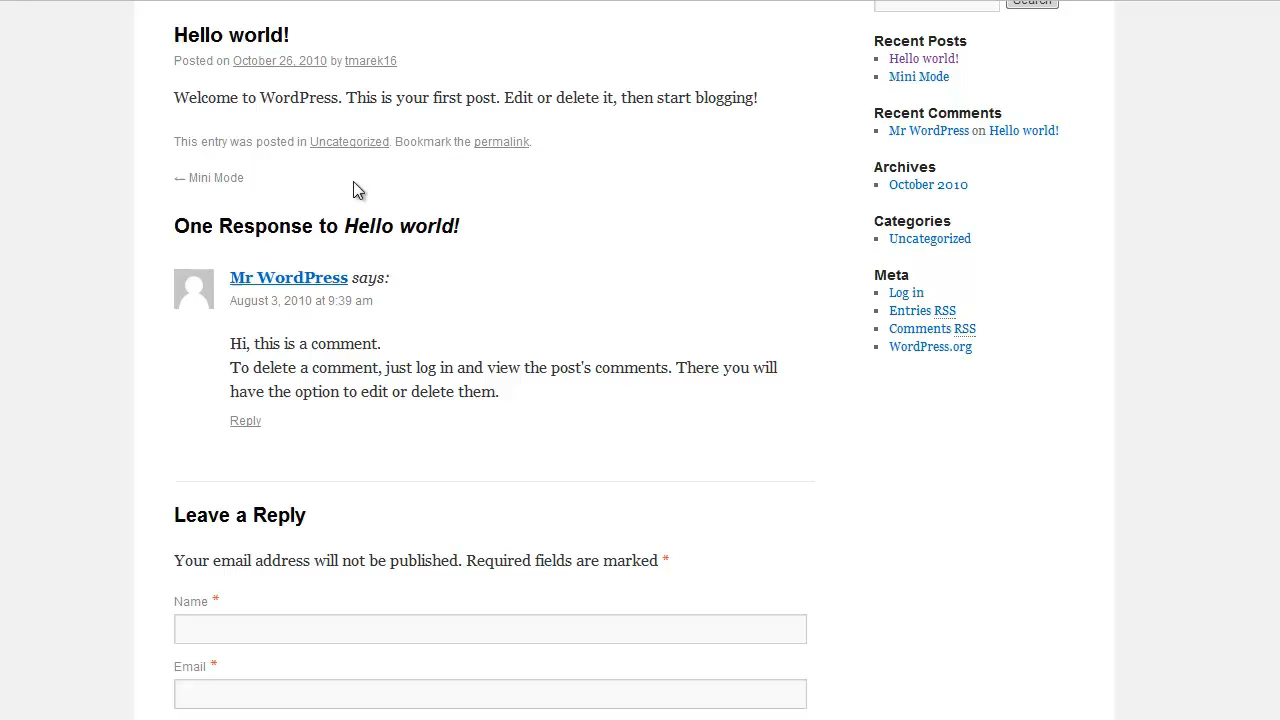 Hello world!
Posted on October 26, 2010 by tmarek16
Welcome to WordPress. This is your first post. Edit or delete it, then start blogging!
This entry was posted in Uncategorized. Bookmark the permalink.
← Mini Mode
One Response to Hello world!
Mr WordPress says:
August 3, 2010 at 9:39 am
Hi, this is a comment.
To delete a comment, just log in and view the post's comments. There you will
have the option to edit or delete them.
Reply
Leave a Reply
Your email address will not be published. Required fields are marked *
Name *
Email *
Search
Recent Posts
Hello world!
Mini Mode
Recent Comments
Mr WordPress on Hello world!
Archives
October 2010
Categories
Uncategorized
Meta
Log in
Entries RSS
Comments RSS
WordPress.org